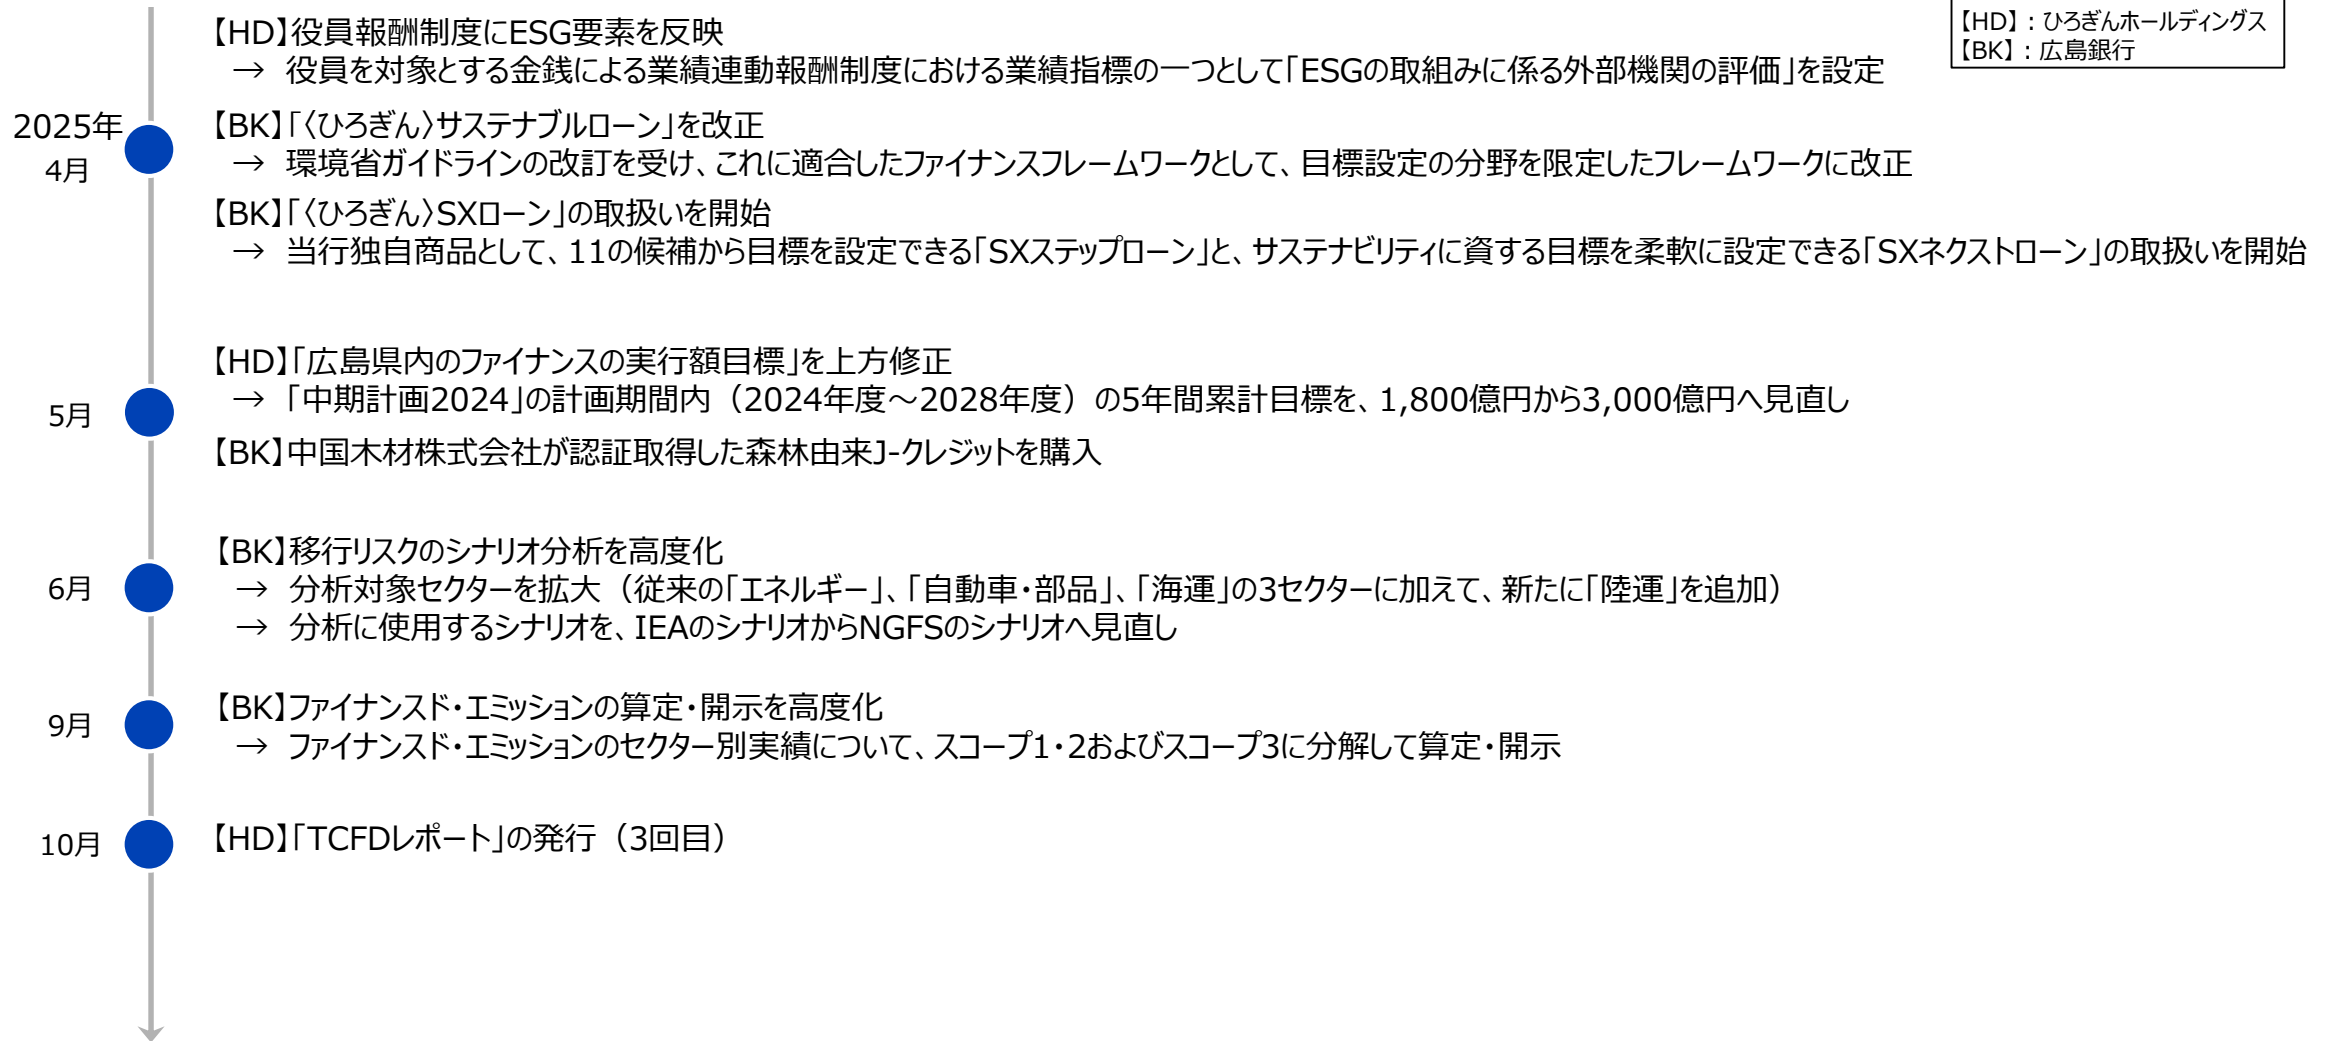 【HD】：ひろぎんホールディングス
【BK】：広島銀行
【HD】役員報酬制度にESG要素を反映
→ 役員を対象とする金銭による業績連動報酬制度における業績指標の一つとして「ESGの取組みに係る外部機関の評価」を設定
2025年
4月
【BK】「〈ひろぎん〉サステナブルローン」を改正
→ 環境省ガイドラインの改訂を受け、これに適合したファイナンスフレームワークとして、目標設定の分野を限定したフレームワークに改正
【BK】「〈ひろぎん〉SXローン」の取扱いを開始
→ 当行独自商品として、11の候補から目標を設定できる「SXステップローン」と、サステナビリティに資する目標を柔軟に設定できる「SXネクストローン」の取扱いを開始
5月
【HD】「広島県内のファイナンスの実行額目標」を上方修正
→ 「中期計画2024」の計画期間内（2024年度～2028年度）の5年間累計目標を、1,800億円から3,000億円へ見直し
【BK】中国木材株式会社が認証取得した森林由来J-クレジットを購入
6月
【BK】移行リスクのシナリオ分析を高度化
→ 分析対象セクターを拡大（従来の「エネルギー」、「自動車・部品」、「海運」の3セクターに加えて、新たに「陸運」を追加）
→ 分析に使用するシナリオを、IEAのシナリオからNGFSのシナリオへ見直し
9月
【BK】ファイナンスド・エミッションの算定・開示を高度化
→ ファイナンスド・エミッションのセクター別実績について、スコープ1・2およびスコープ3に分解して算定・開示
10月
【HD】「TCFDレポート」の発行（3回目）